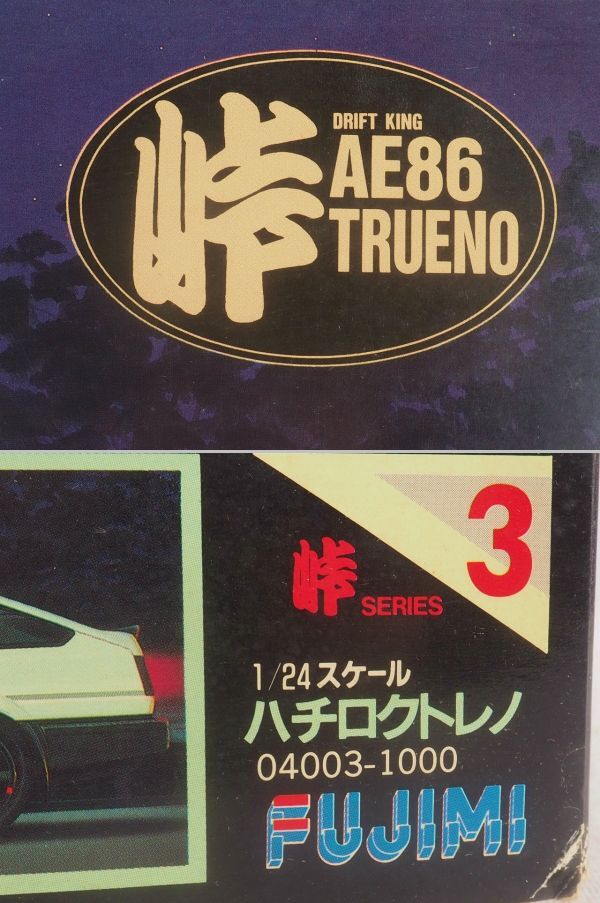 峠
DRIFT KING
AE86
TRUENO
3
峠 SERIES
1/24スケール
ハチロクトレノ
04003-1000
FUJIMI